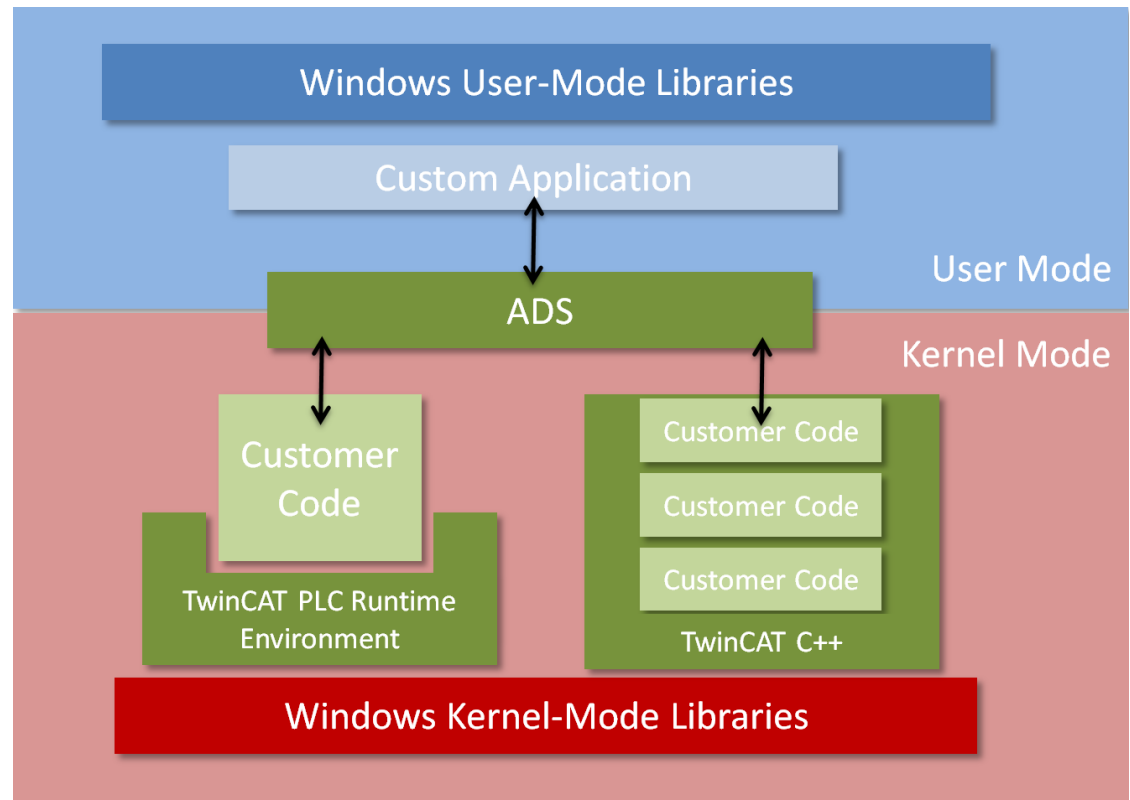 Windows User-Mode Libraries
Custom Application
User Mode
ADS
Kernel Mode
Customer
Code
TwinCAT PLC Runtime
Environment
Customer Code
Customer Code
Customer Code
TwinCAT C++
Windows Kernel-Mode Libraries